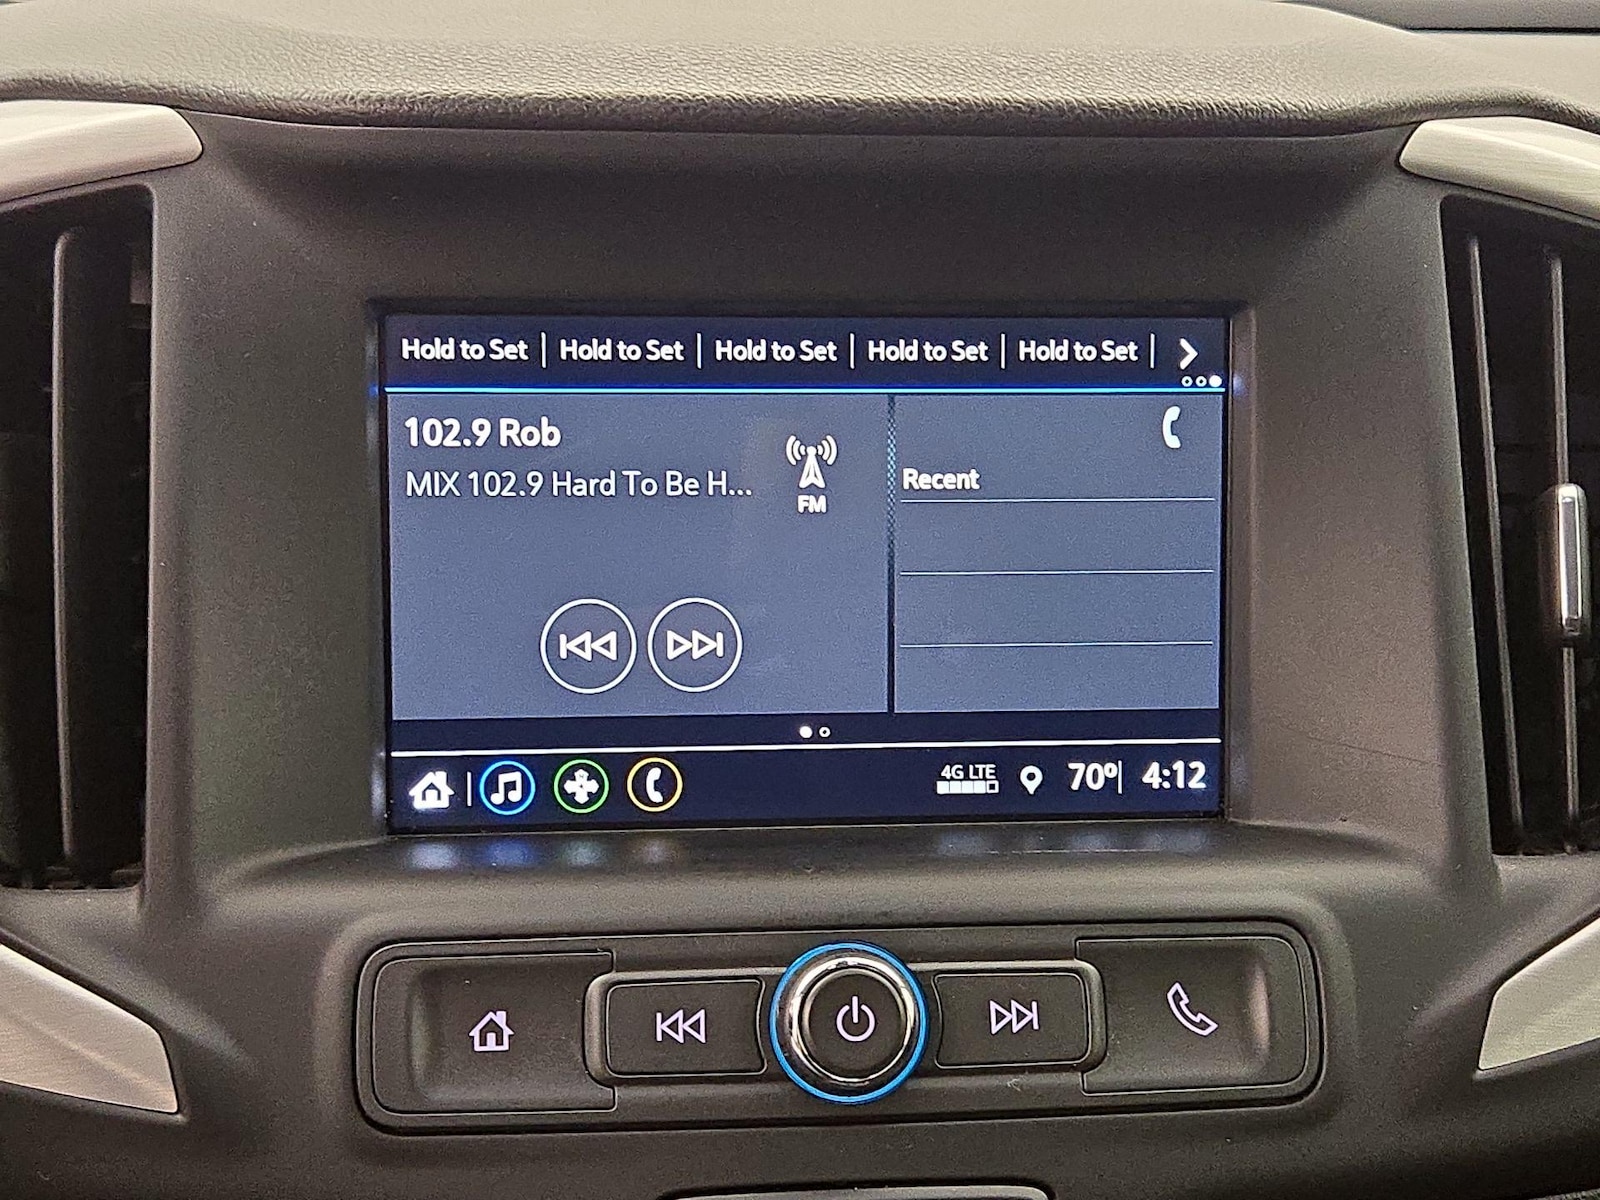 Hold to Set | Hold to Set | Hold to Set | Hold to Set | Hold to Set |
102.9 Rob
MIX 102.9 Hard To Be H...
FM
Recent
4G LTE 70° 4:12